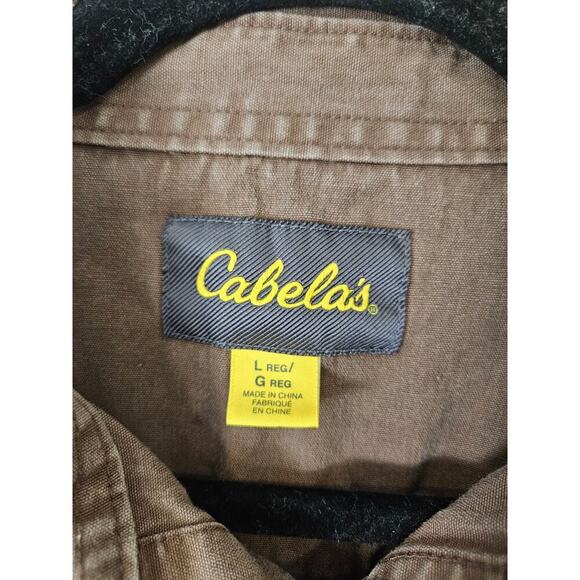 Cabela's®
L REG/
G REG
MADE IN CHINA
FABRIQUÉ
EN CHINE